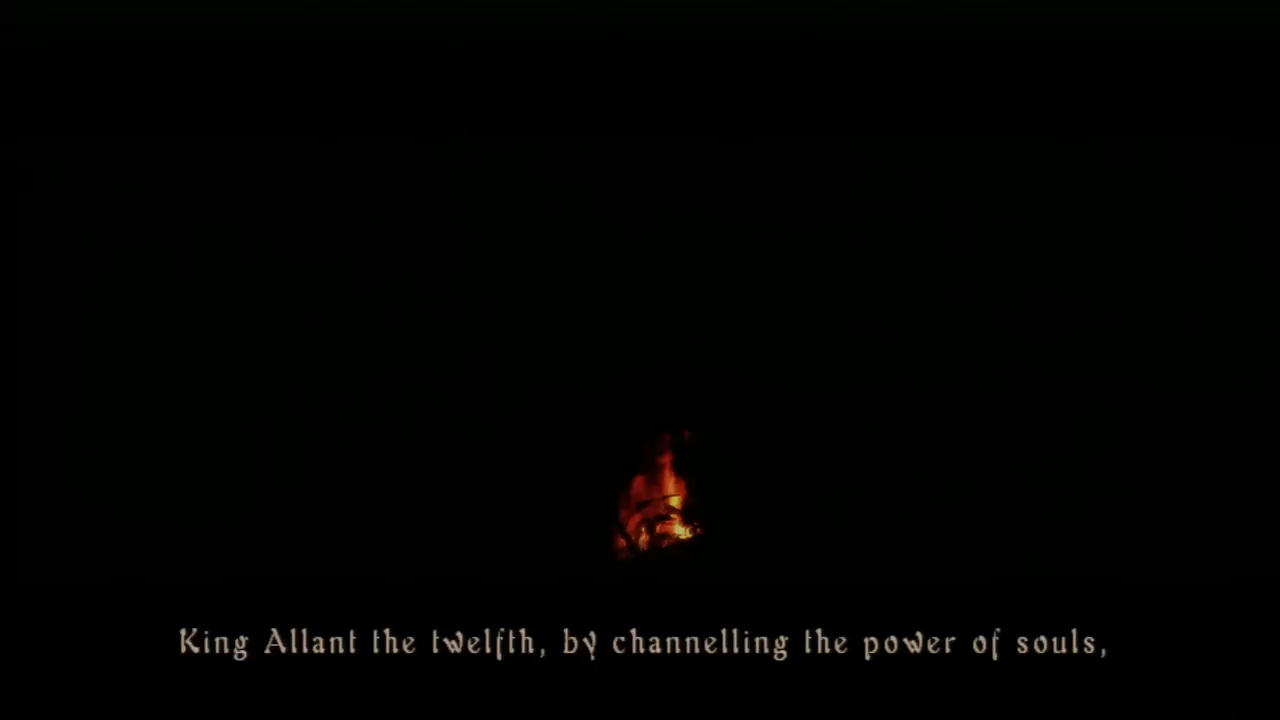 King Allant the twelfth, by channelling the power of souls,